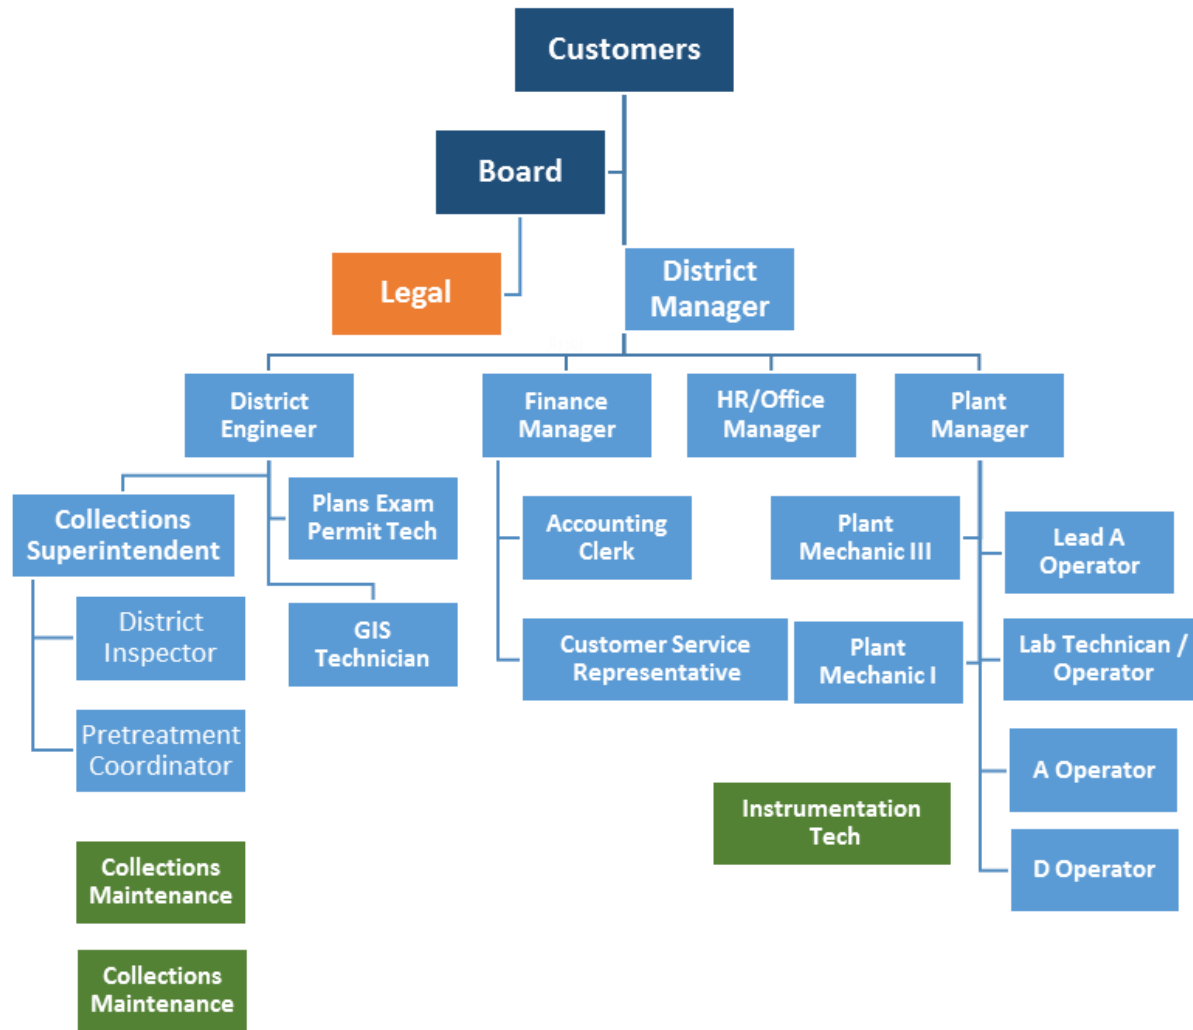 Customers
Board
Legal
District
Manager
District
Engineer
Finance
Manager
HR/Office
Manager
Plant
Manager
Collections
Superintendent
Plans Exam
Permit Tech
Accounting
Clerk
Plant
Mechanic III
Lead A
Operator
District
Inspector
GIS
Technician
Customer Service
Representative
Plant
Mechanic I
Lab Technican /
Operator
Pretreatment
Coordinator
Instrumentation
Tech
A Operator
Collections
Maintenance
D Operator
Collections
Maintenance